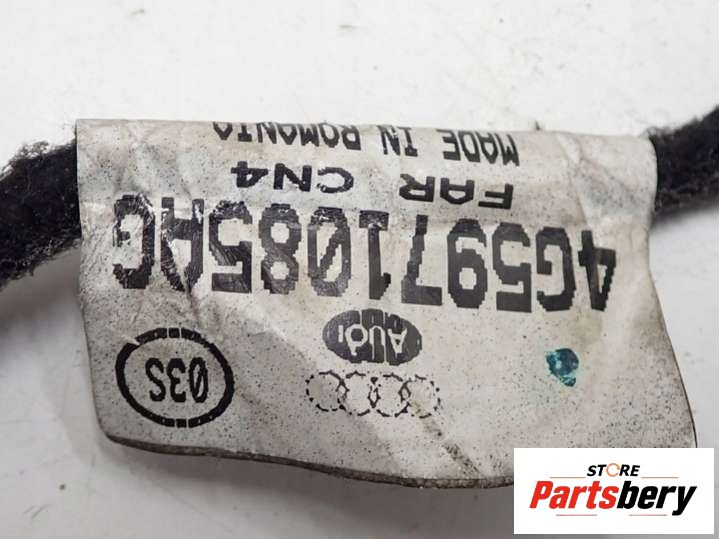 AUDI
03S
4G5971085AG
FAR CN4
MADE IN ROMANIA
STORE
Partsbery